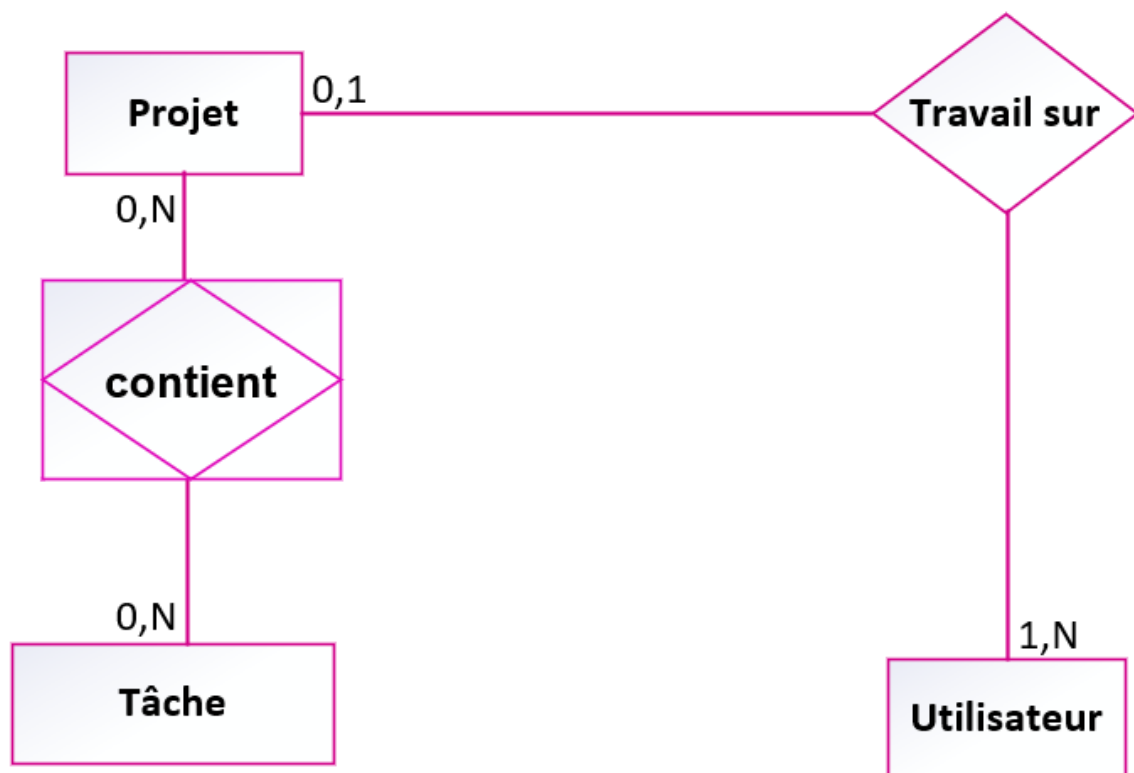 Projet
0,1
Travail sur
0,N
contient
0,N
Tâche
1,N
Utilisateur